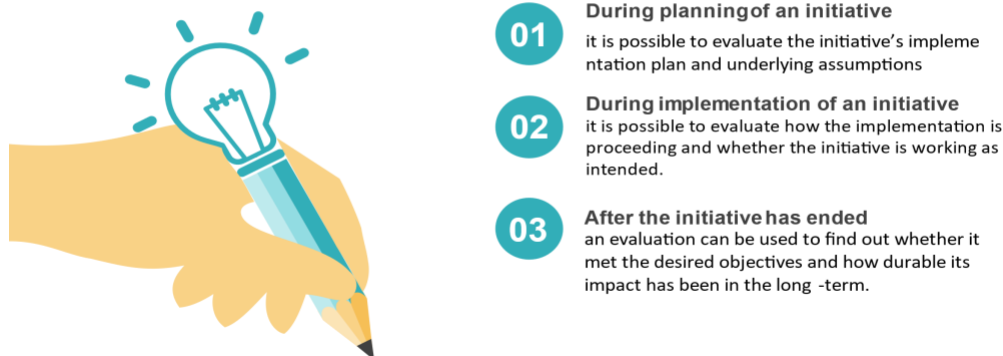 01
During planning of an initiative
it is possible to evaluate the initiative's impleme
ntation plan and underlying assumptions
02
During implementation of an initiative
it is possible to evaluate how the implementation is
proceeding and whether the initiative is working as
intended.
03
After the initiative has ended
an evaluation can be used to find out whether it
met the desired objectives and how durable its
impact has been in the long -term.